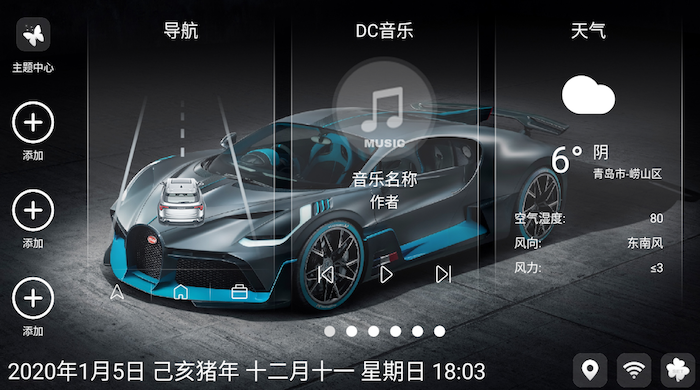 主题中心
添加
添加
添加
导航
DC音乐
MUSIC
音乐名称
作者
天气
6° 阴
青岛市-崂山区
空气湿度: 80
风向: 东南风
风力: ≤3
2020年1月5日 己亥猪年 十二月十一 星期日 18:03